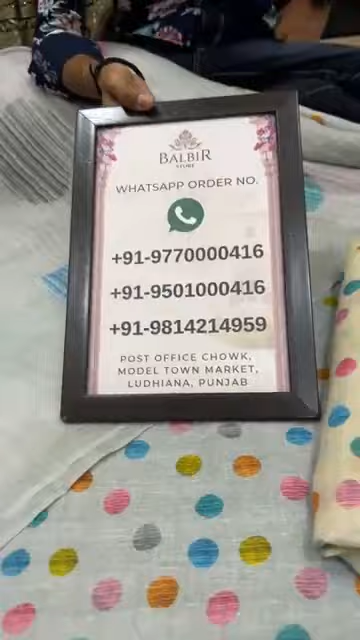 BALBIR
STORE
WHATSAPP ORDER NO.
+91-9770000416
+91-9501000416
+91-9814214959
POST OFFICE CHOWK,
MODEL TOWN MARKET,
LUDHIANA, PUNJAB